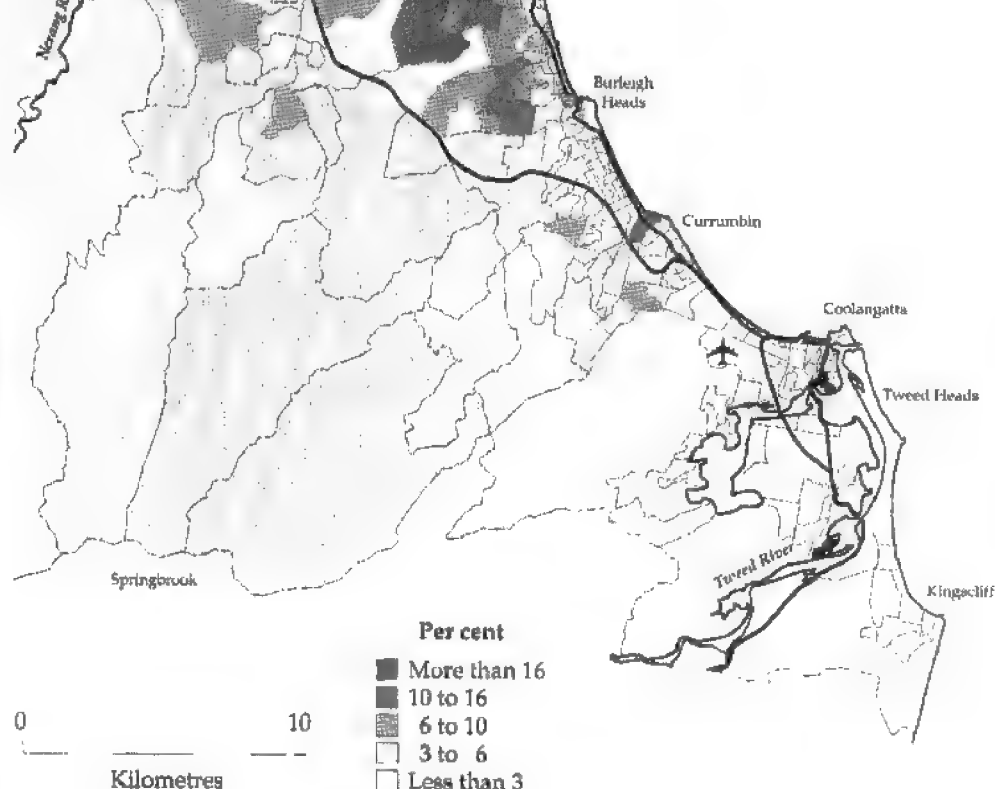 Nerang R
Burleigh
Heads
Currumbin
Coolangatta
Tweed Heads
Tweed River
Springbrook
Kingscliff
Per cent
More than 16
10 to 16
6 to 10
3 to 6
Less than 3
0 10
Kilometres